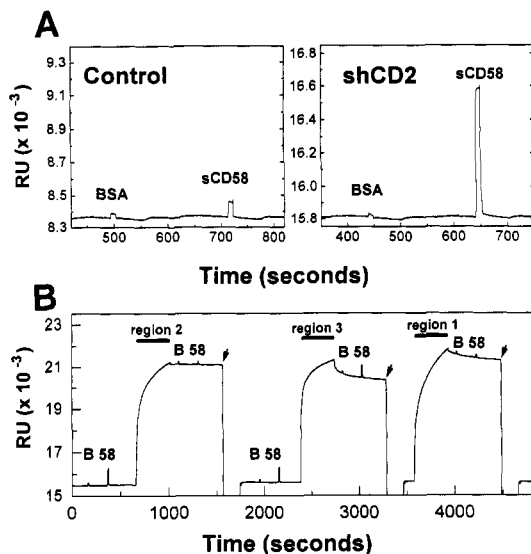 A
Control
shCD2
RU (x 10⁻³)
9.3
9.1
8.9
8.7
8.5
8.3
BSA
sCD58
500
600
700
800
16.8
16.6
16.4
16.2
16.0
15.8
BSA
sCD58
400
500
600
700
Time (seconds)
B
RU (x 10⁻³)
23
21
19
17
15
region 2
region 3
region 1
B 58
B 58
B 58
B 58
B 58
0
1000
2000
3000
4000
Time (seconds)